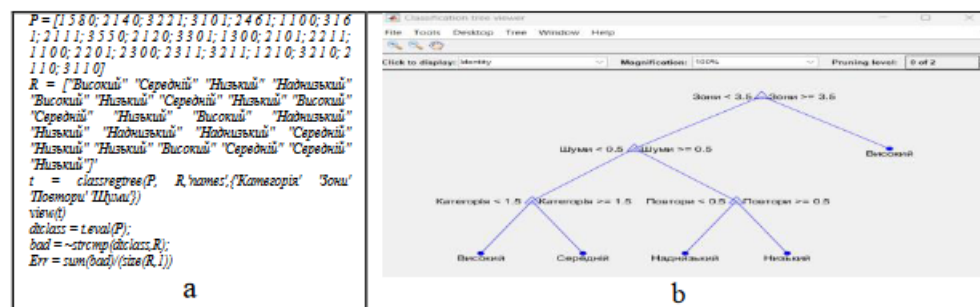 P = [1 5 8 0; 2 1 4 0; 3 2 2 1; 3 1 0 1; 2 4 6 1; 1 1 0 0; 3 1 6
1; 2 1 1 1; 3 5 5 0; 2 1 2 0; 3 3 0 1; 1 3 0 0; 2 1 0 1; 2 2 1 1;
1 1 0 0; 2 2 0 1; 2 3 0 0; 2 3 1 1; 3 2 1 1; 1 2 1 0; 3 2 1 0; 2
1 1 0; 3 1 1 0]
R = ["Високий" "Середній" "Низький" "Наднизький"
"Високий" "Низький" "Середній" "Низький" "Високий"
"Середній" "Низький" "Високий" "Наднизький"
"Низький" "Наднизький" "Наднизький" "Середній"
"Низький" "Низький" "Високий" "Середній" "Середній"
"Низький"]'
t = classregtree(P, R,'names',{'Категорія' 'Зони'
'Повтори' 'Шуми'})
view(t)
dtclass = t.eval(P);
bad = ~strcmp(dtclass,R);
Err = sum(bad)/(size(R,1))
a
Classification tree viewer
File Tools Desktop Tree Window Help
Click to display: Identity Magnification: 100% Pruning level: 0 of 2
Зони < 3.5 Зони >= 3.5
Шуми < 0.5 Шуми >= 0.5
Високий
Категорія < 1.5 Категорія >= 1.5 Повтори < 0.5 Повтори >= 0.5
Високий Середній Наднизький Низький
b